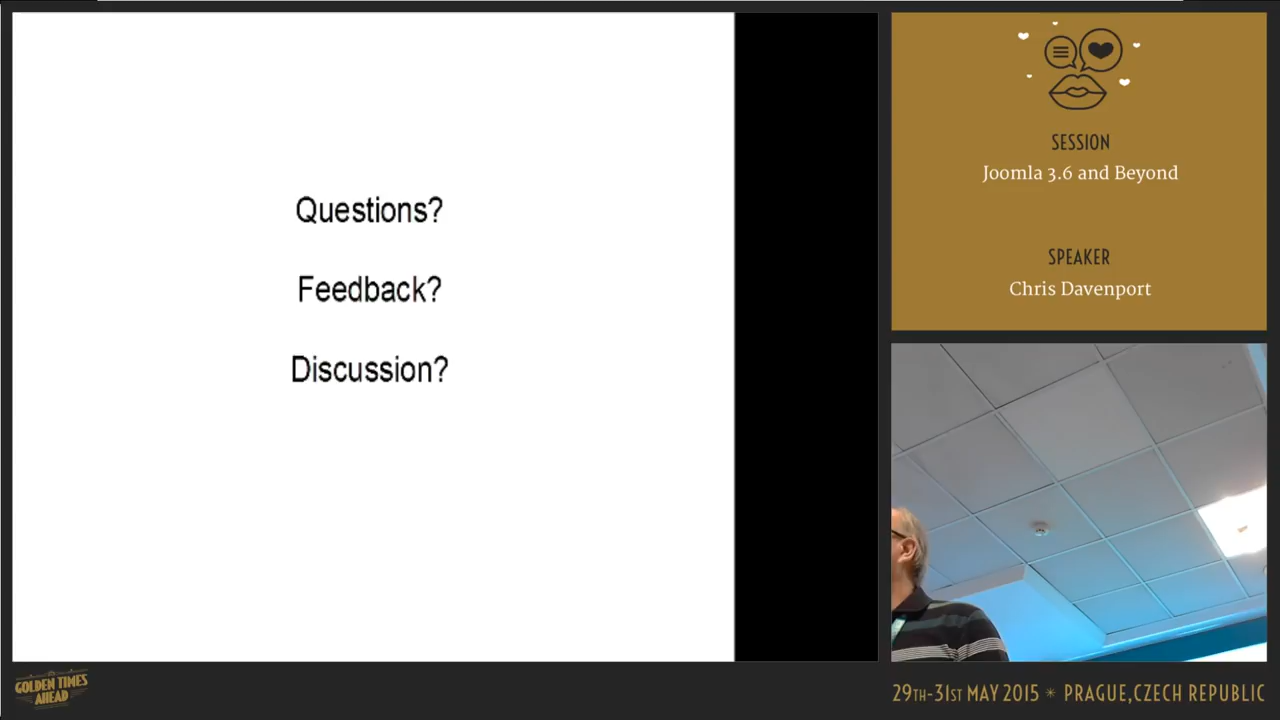 Questions?
Feedback?
Discussion?
SESSION
Joomla 3.6 and Beyond
SPEAKER
Chris Davenport
GOLDEN TIMES
AHEAD
29TH-31ST MAY 2015 * PRAGUE,CZECH REPUBLIC